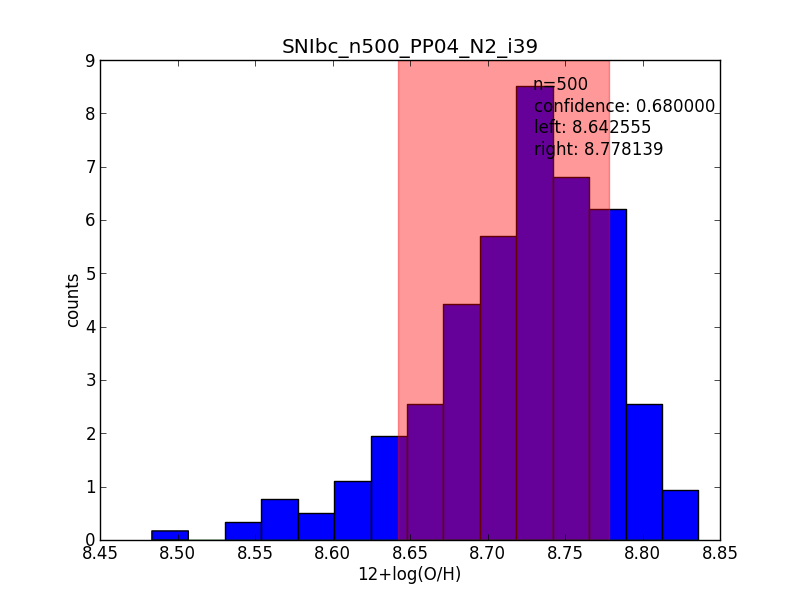 SNIbc_n500_PP04_N2_i39
n=500
confidence: 0.680000
left: 8.642555
right: 8.778139
counts
9
8
7
6
5
4
3
2
1
0
8.45 8.50 8.55 8.60 8.65 8.70 8.75 8.80 8.85
12+log(O/H)